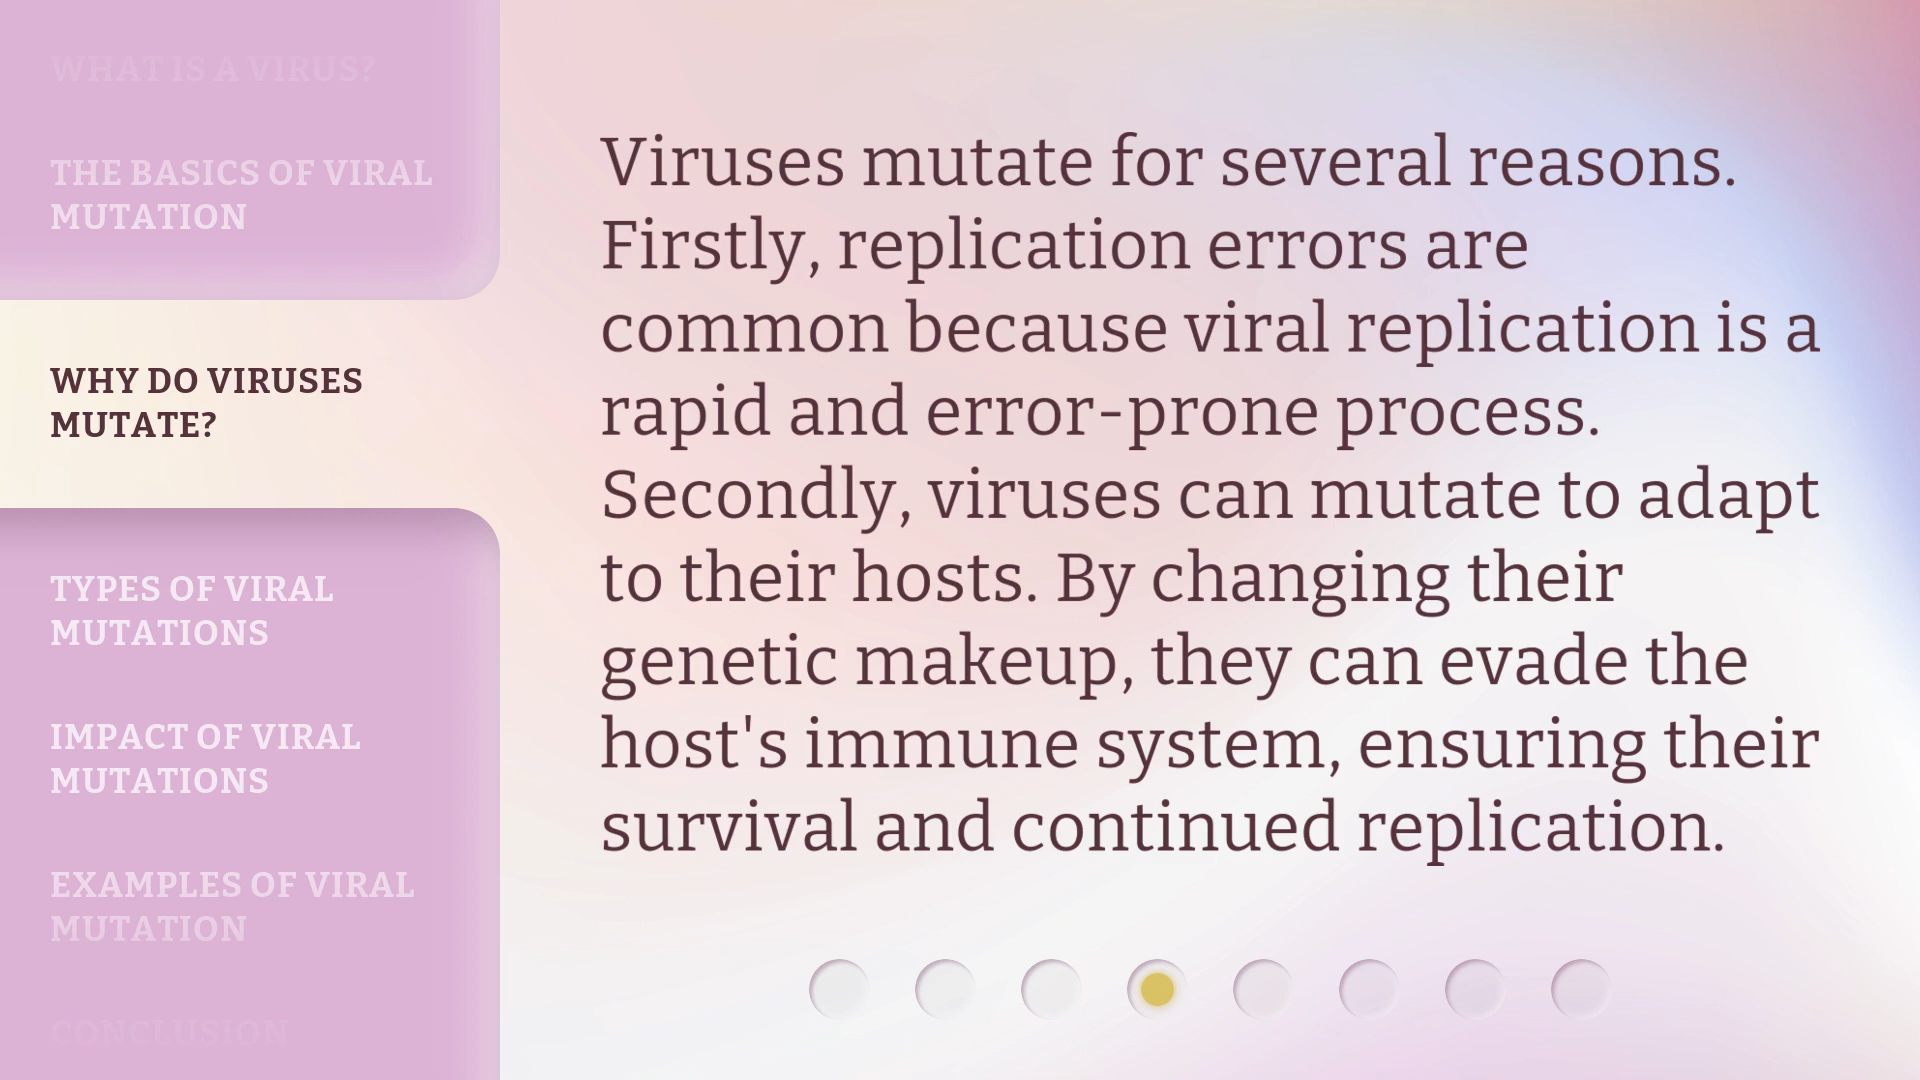 WHAT IS A VIRUS?
THE BASICS OF VIRAL
MUTATION
WHY DO VIRUSES
MUTATE?
TYPES OF VIRAL
MUTATIONS
IMPACT OF VIRAL
MUTATIONS
EXAMPLES OF VIRAL
MUTATION
CONCLUSION
Viruses mutate for several reasons.
Firstly, replication errors are
common because viral replication is a
rapid and error-prone process.
Secondly, viruses can mutate to adapt
to their hosts. By changing their
genetic makeup, they can evade the
host's immune system, ensuring their
survival and continued replication.